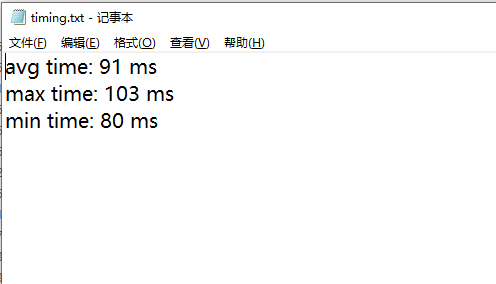 timing.txt - 记事本
文件(F) 编辑(E) 格式(O) 查看(V) 帮助(H)
avg time: 91 ms
max time: 103 ms
min time: 80 ms